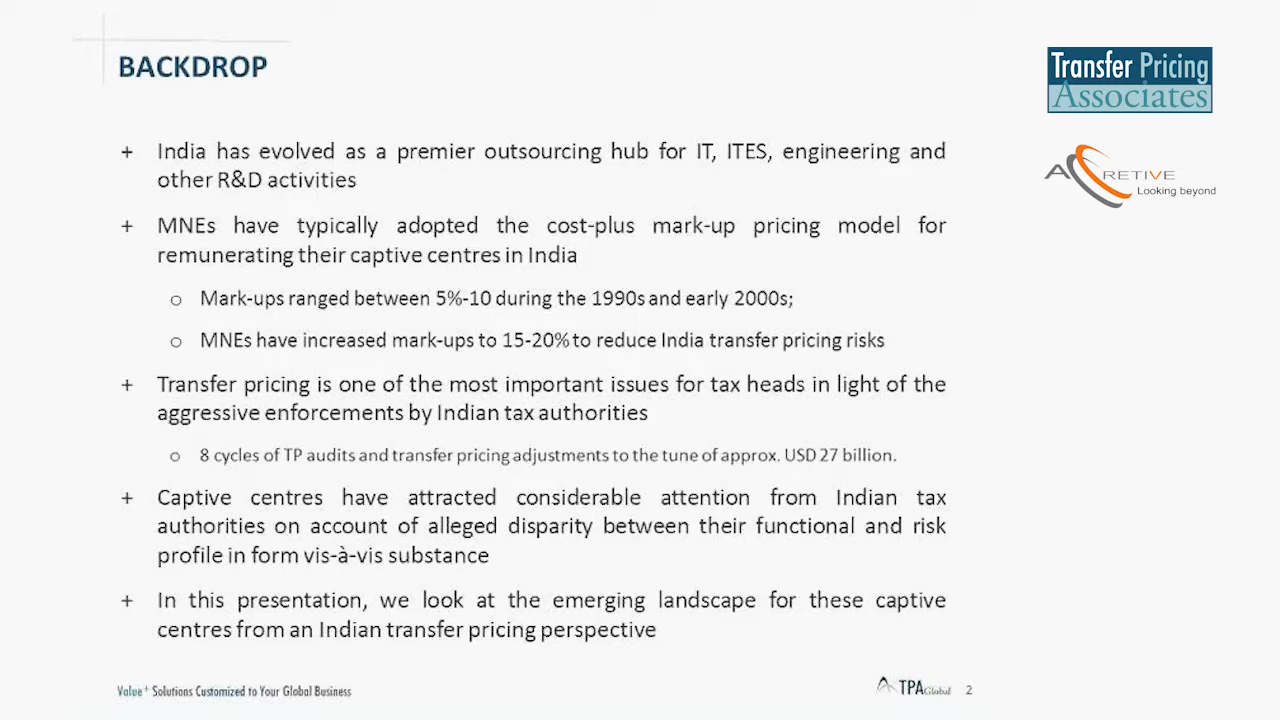 BACKDROP
Transfer Pricing
Associates
ACCRETIVE
Looking beyond
+ India has evolved as a premier outsourcing hub for IT, ITES, engineering and
other R&D activities
+ MNEs have typically adopted the cost-plus mark-up pricing model for
remunerating their captive centres in India
o Mark-ups ranged between 5%-10 during the 1990s and early 2000s;
o MNEs have increased mark-ups to 15-20% to reduce India transfer pricing risks
+ Transfer pricing is one of the most important issues for tax heads in light of the
aggressive enforcements by Indian tax authorities
o 8 cycles of TP audits and transfer pricing adjustments to the tune of approx. USD 27 billion.
+ Captive centres have attracted considerable attention from Indian tax
authorities on account of alleged disparity between their functional and risk
profile in form vis-à-vis substance
+ In this presentation, we look at the emerging landscape for these captive
centres from an Indian transfer pricing perspective
Value+ Solutions Customized to Your Global Business
TPA Global 2